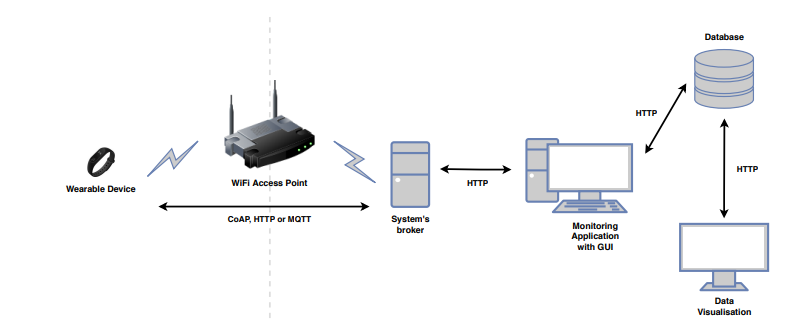 Database
HTTP
HTTP
Wearable Device
WiFi Access Point
HTTP
CoAP, HTTP or MQTT
System's
broker
Monitoring
Application
with GUI
Data
Visualisation